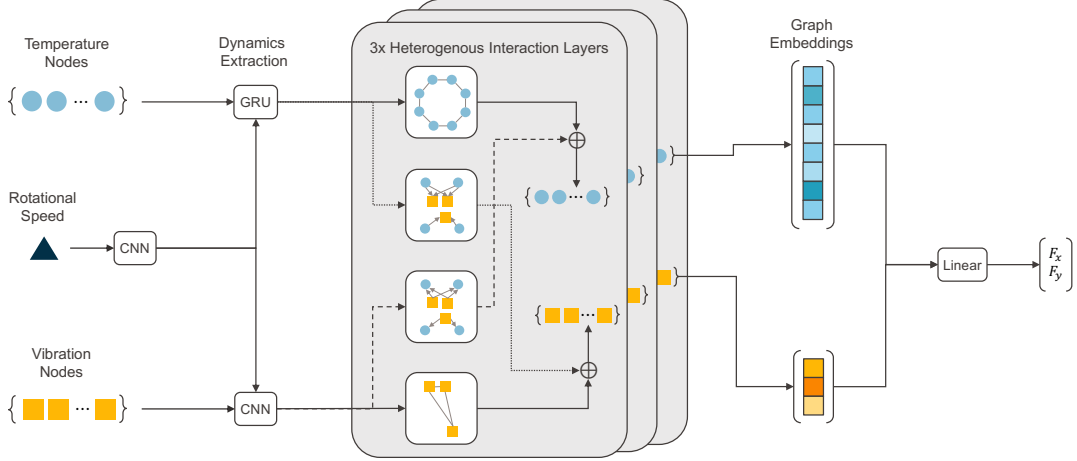 Temperature
Nodes
Dynamics
Extraction
3x Heterogenous Interaction Layers
Graph
Embeddings
{ ... }
GRU
{ ... }
Rotational
Speed
CNN
Linear
F_x
F_y
{ ... }
Vibration
Nodes
{ ... }
CNN